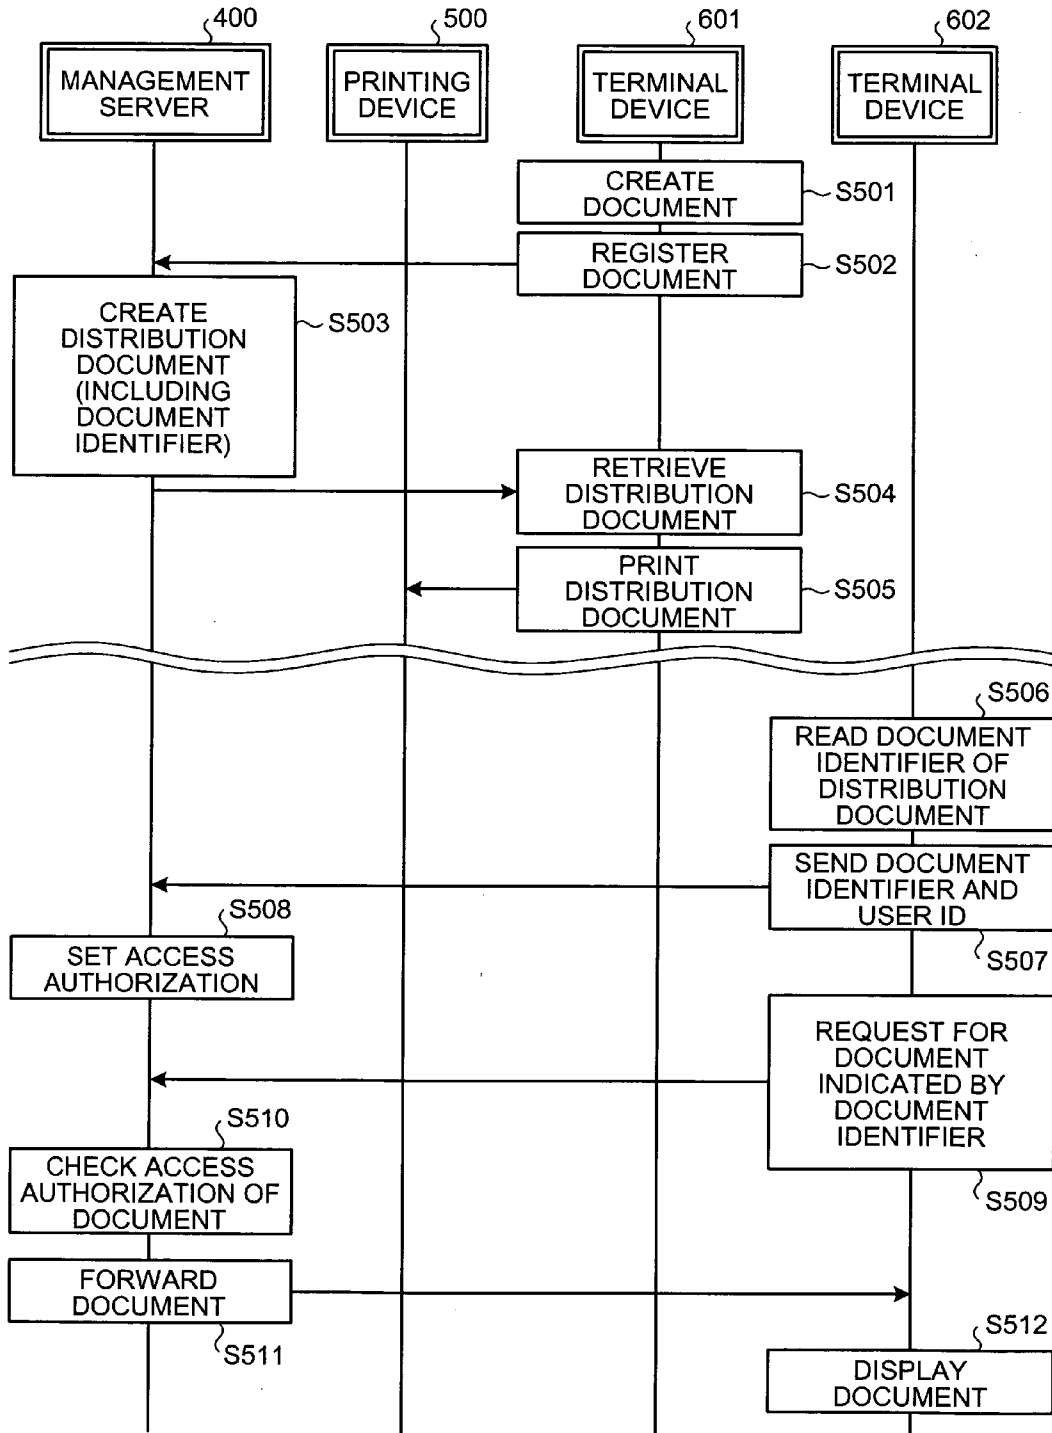 400
500
601
602
MANAGEMENT
SERVER
PRINTING
DEVICE
TERMINAL
DEVICE
TERMINAL
DEVICE
CREATE
DOCUMENT
S501
REGISTER
DOCUMENT
S502
CREATE
DISTRIBUTION
DOCUMENT
(INCLUDING
DOCUMENT
IDENTIFIER)
S503
RETRIEVE
DISTRIBUTION
DOCUMENT
S504
PRINT
DISTRIBUTION
DOCUMENT
S505
S506
READ DOCUMENT
IDENTIFIER OF
DISTRIBUTION
DOCUMENT
SEND DOCUMENT
IDENTIFIER AND
USER ID
S507
S508
SET ACCESS
AUTHORIZATION
REQUEST FOR
DOCUMENT
INDICATED BY
DOCUMENT
IDENTIFIER
S509
S510
CHECK ACCESS
AUTHORIZATION OF
DOCUMENT
FORWARD
DOCUMENT
S511
S512
DISPLAY
DOCUMENT